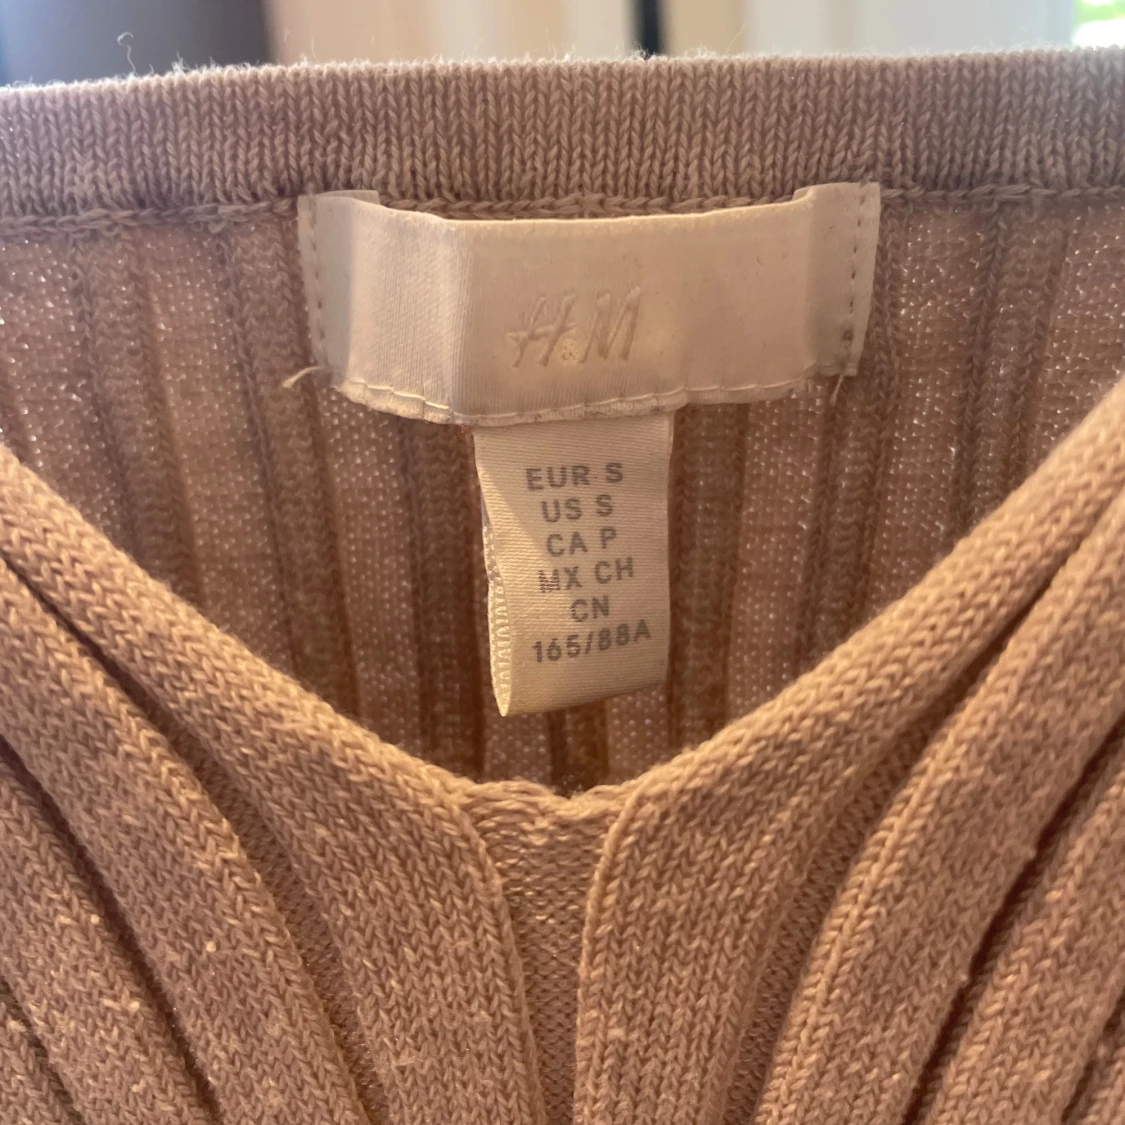 H&M
EUR S
US S
CA P
MX CH
CN
165/88A